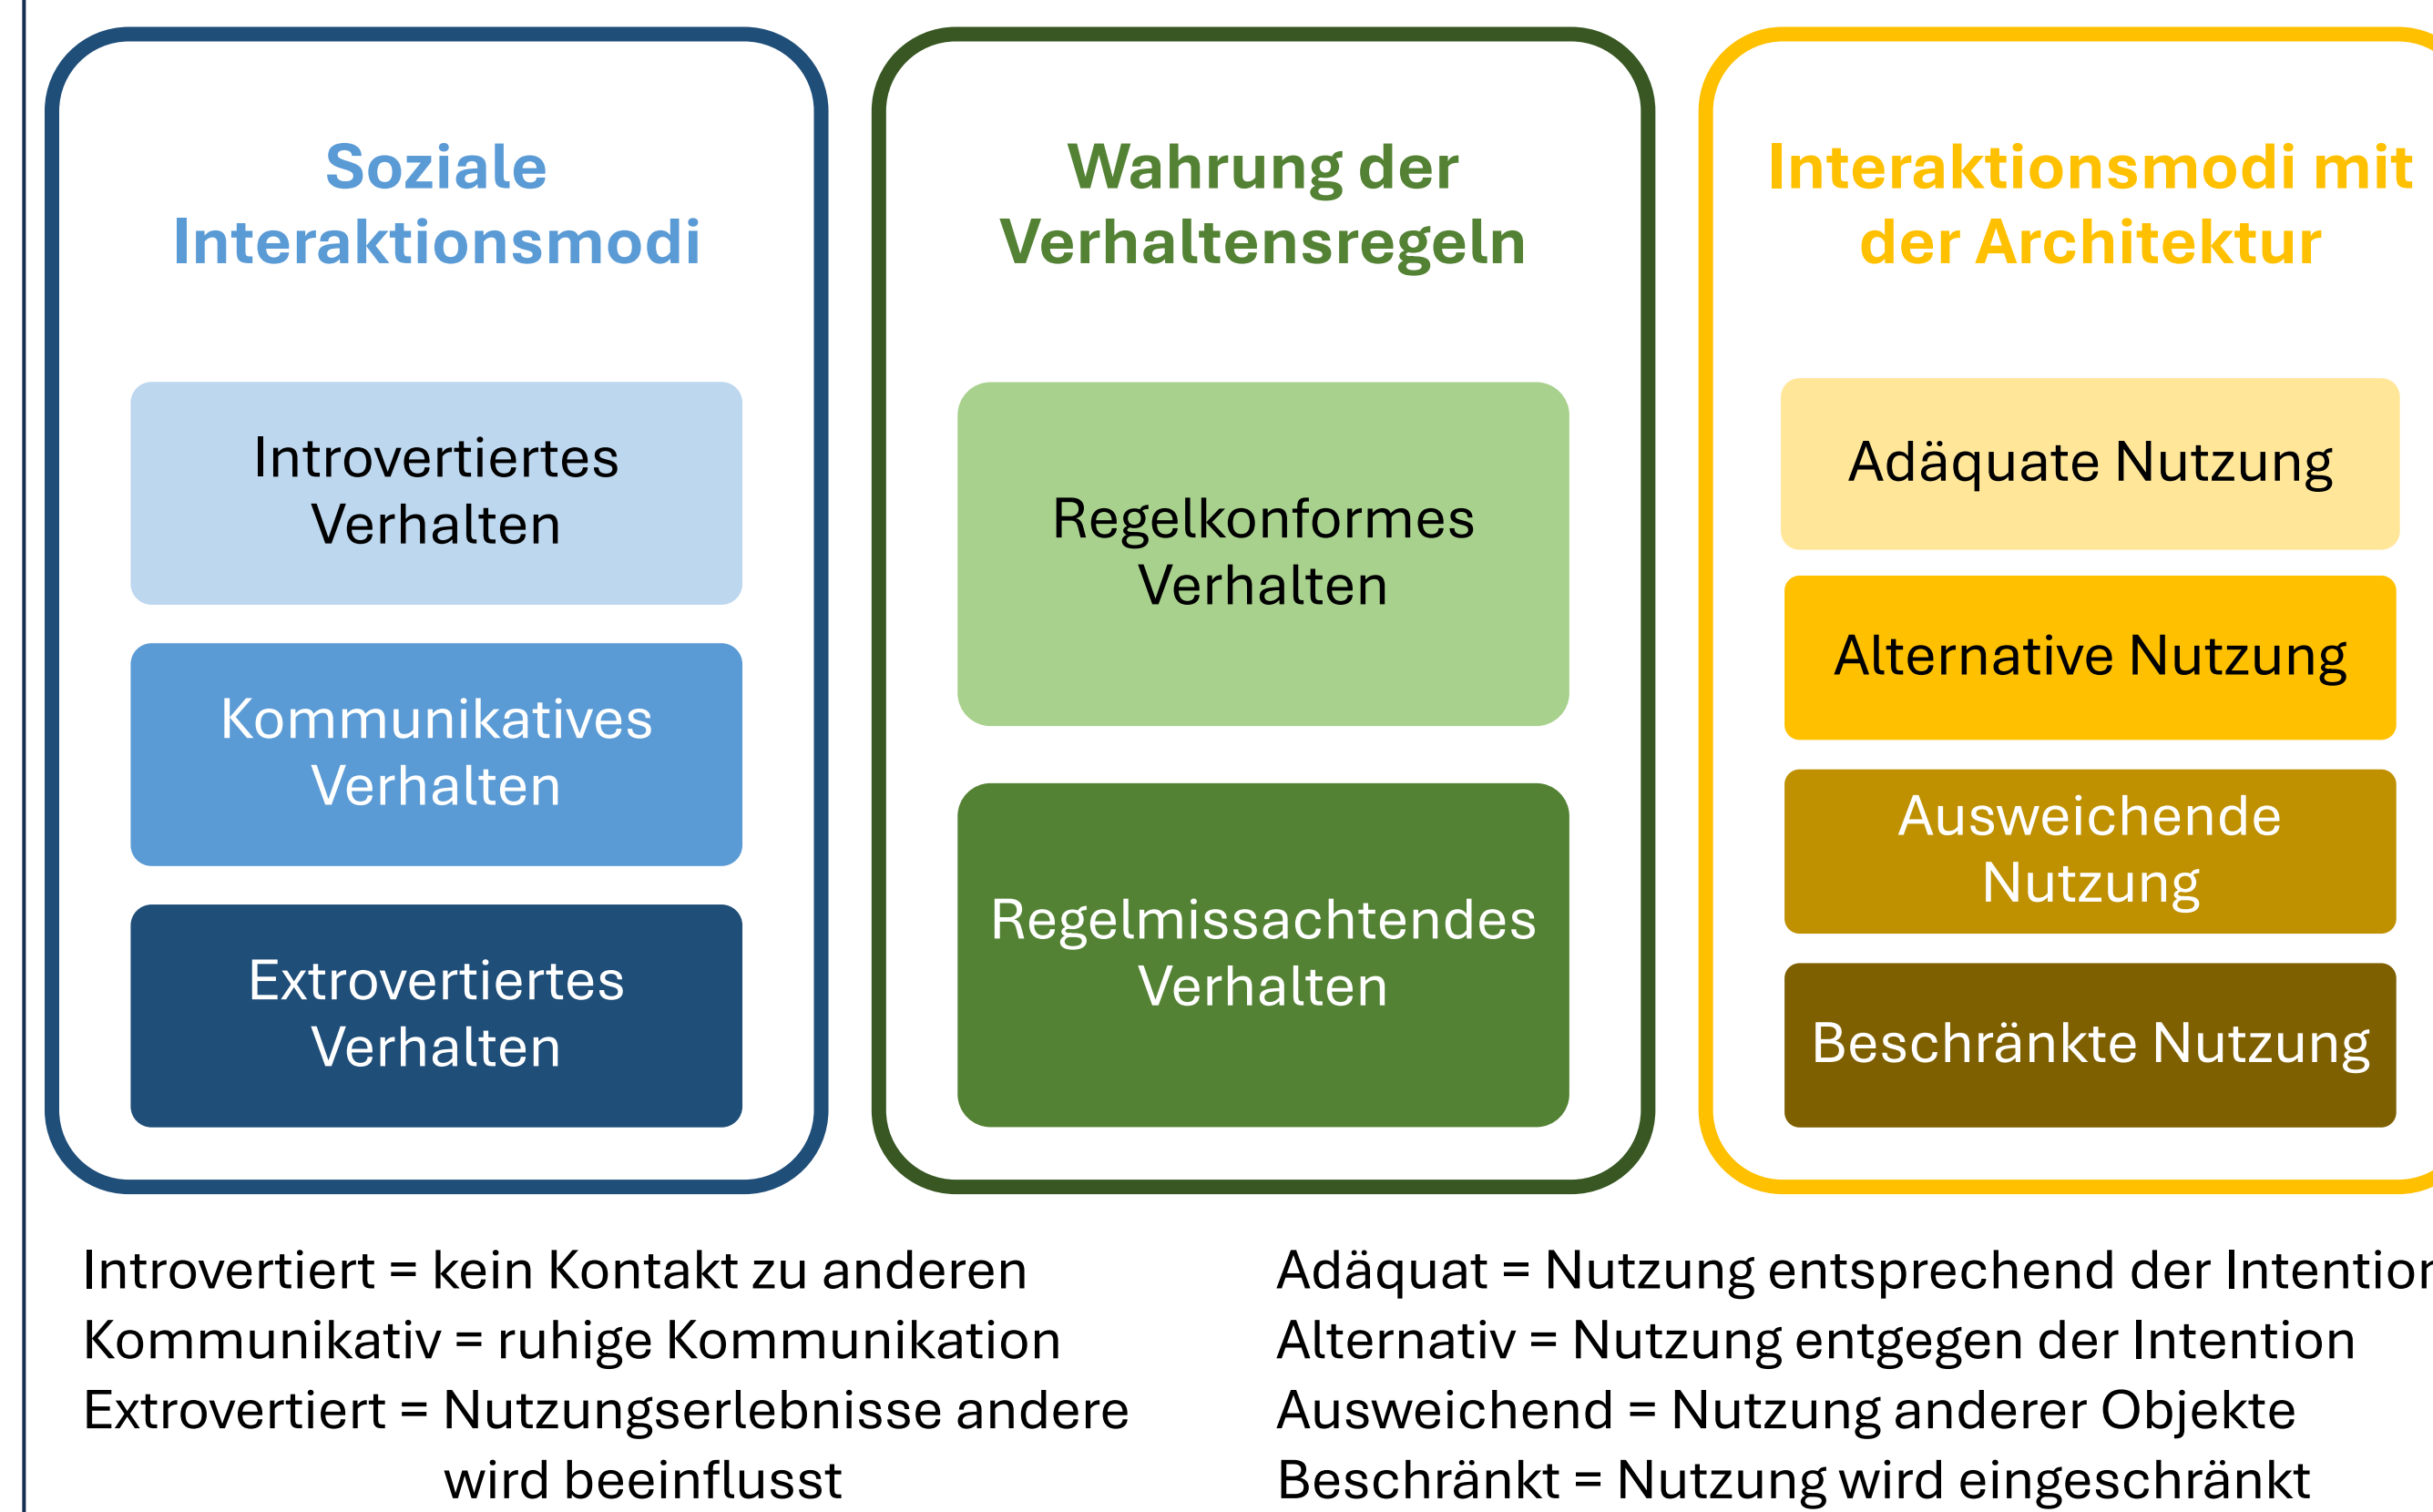 Soziale
Interaktionsmodi
Introvertiertes
Verhalten
Kommunikatives
Verhalten
Extrovertiertes
Verhalten
Wahrung der
Verhaltensregeln
Regelkonformes
Verhalten
Regelmissachtendes
Verhalten
Interaktionsmodi mit
der Architektur
Adäquate Nutzung
Alternative Nutzung
Ausweichende
Nutzung
Beschränkte Nutzung
Introvertiert = kein Kontakt zu anderen
Kommunikativ = ruhige Kommunikation
Extrovertiert = Nutzungserlebnisse andere
wird beeinflusst
Adäquat = Nutzung entsprechend der Intention
Alternativ = Nutzung entgegen der Intention
Ausweichend = Nutzung anderer Objekte
Beschränkt = Nutzung wird eingeschränkt